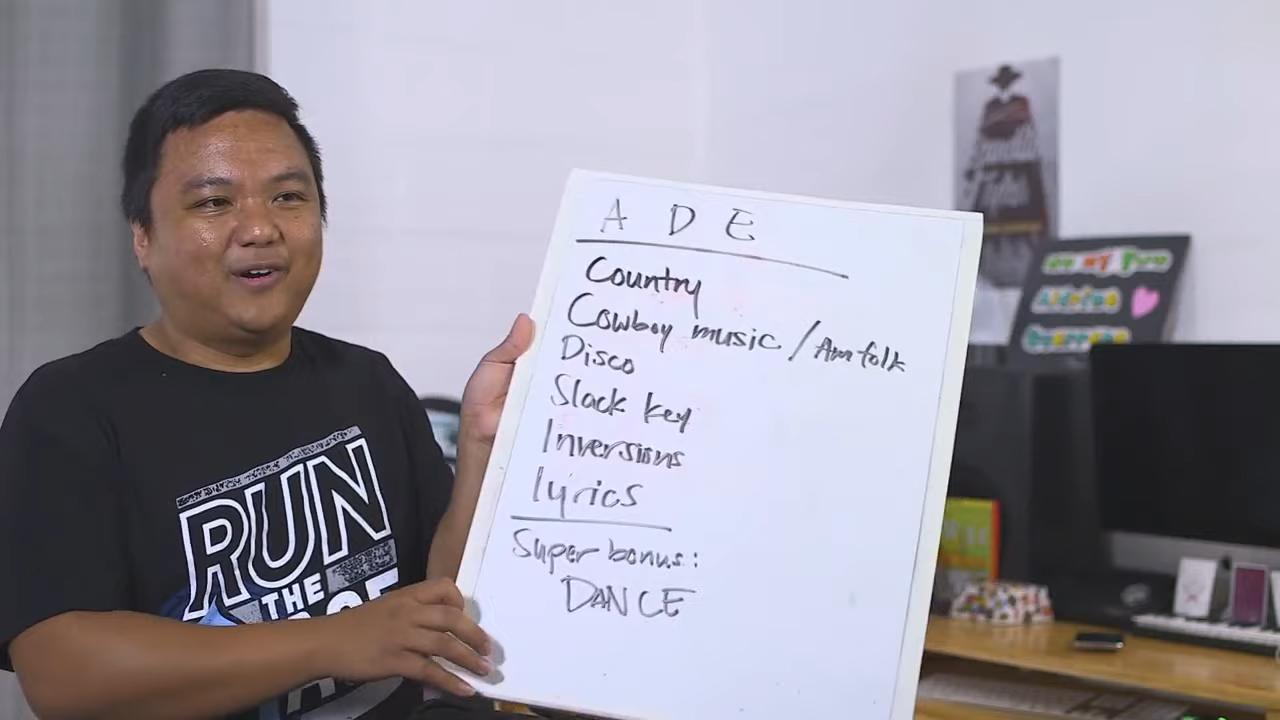 A D E
Country
Cowboy music / Am folk
Disco
Slack key
Inversions
lyrics
Super bonus:
DANCE
RUN
THE